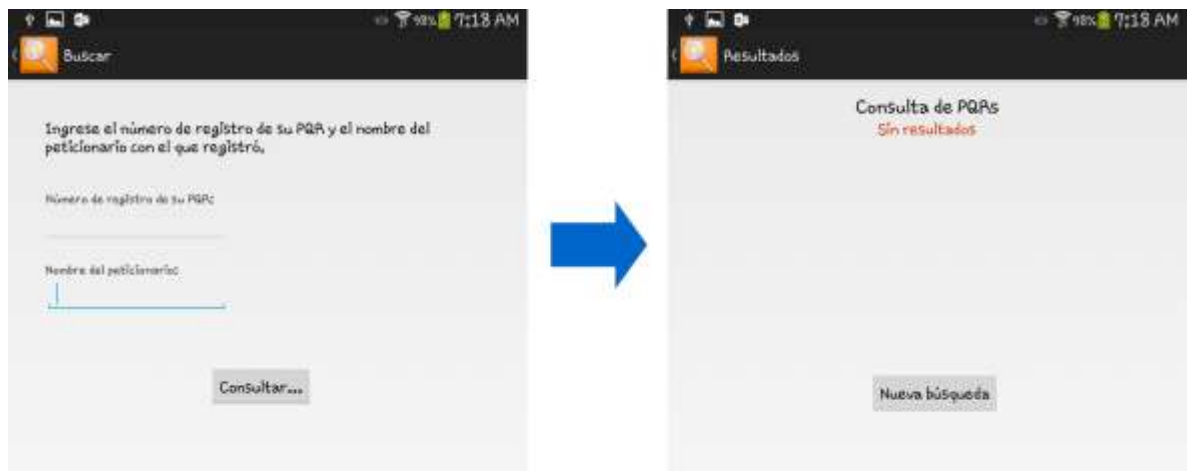 98% 7:18 AM
Buscar
Ingrese el número de registro de su PQR y el nombre del
peticionario con el que registró.
Número de registro de su PQR:
Nombre del peticionario:
Consultar...
98% 7:18 AM
Resultados
Consulta de PQRs
Sin resultados
Nueva búsqueda